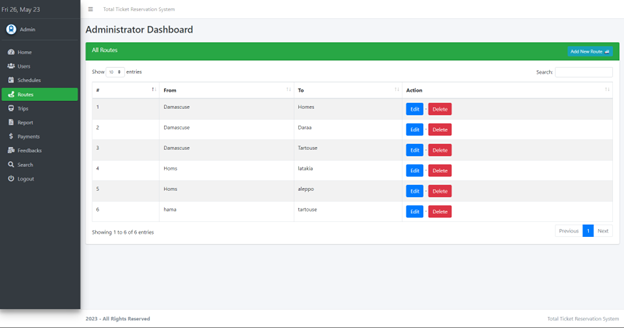 Fri 26, May 23
Total Ticket Reservation System
Admin
Home
Users
Schedules
Routes
Trips
Report
Payments
Feedbacks
Search
Logout
Administrator Dashboard
All Routes
Add New Route
Show 10 entries
Search:
# From To Action
1 Damascuse Homes Edit - Delete
2 Damascuse Daraa Edit - Delete
3 Damascuse Tartouse Edit - Delete
4 Homs latakia Edit - Delete
5 Homs aleppo Edit - Delete
6 hama tartouse Edit - Delete
Showing 1 to 6 of 6 entries
Previous 1 Next
2023 - All Rights Reserved
Total Ticket Reservation System